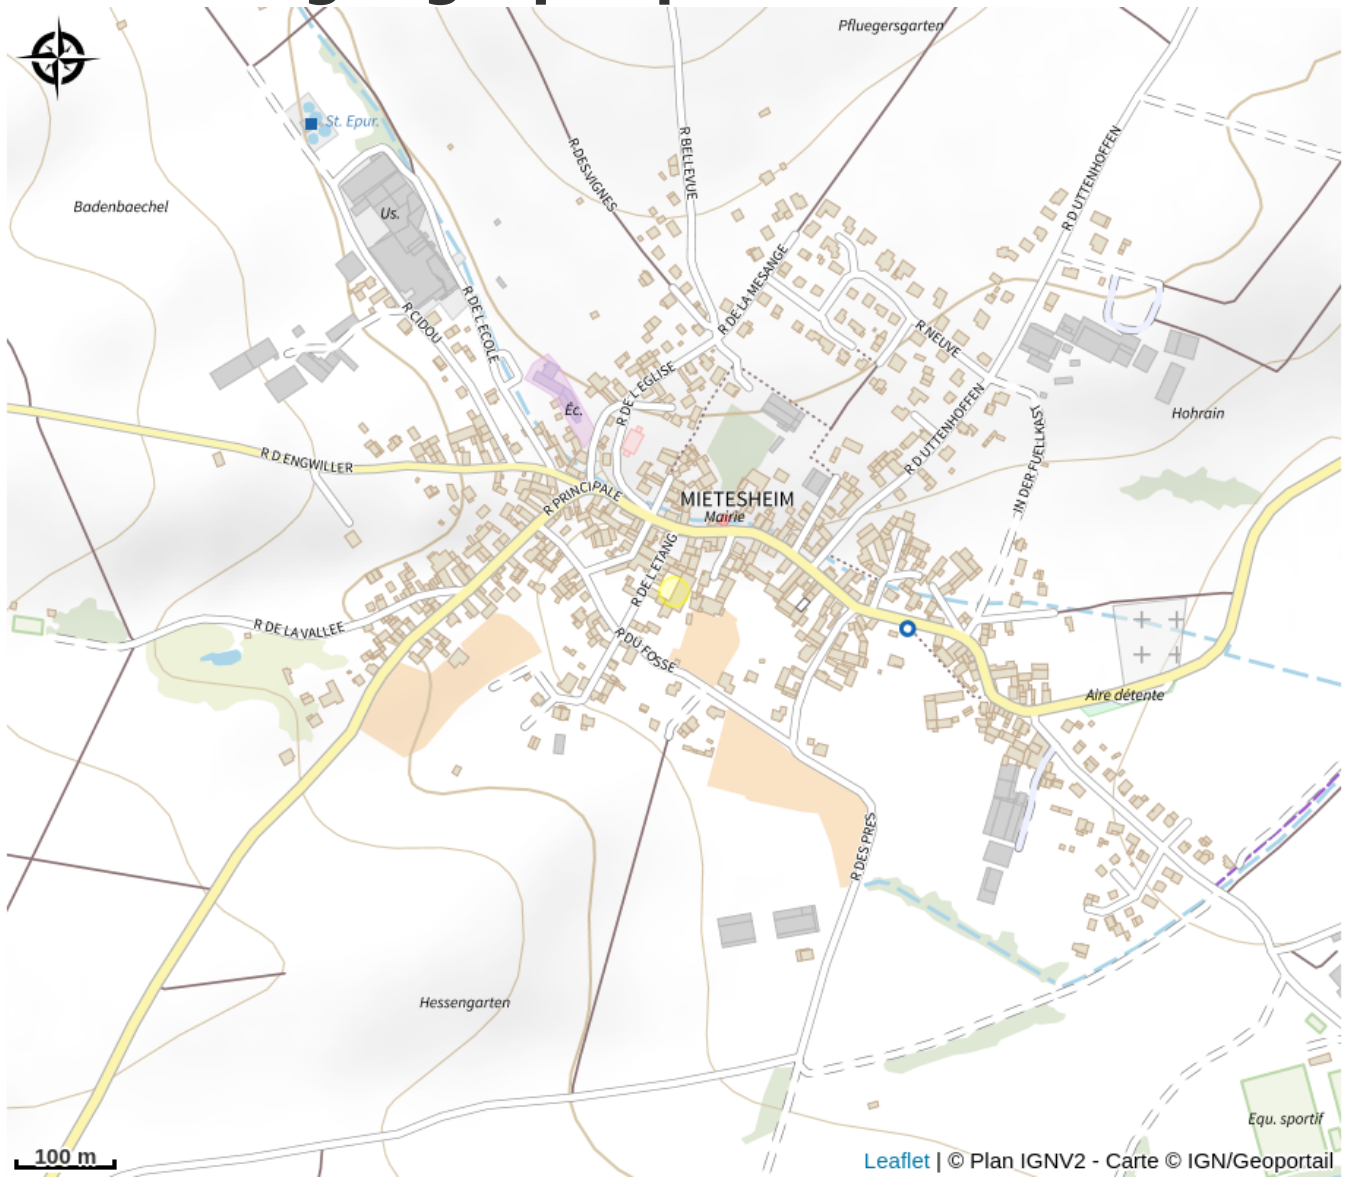 Pfluegersgarten
St. Epur.
R DES VIGNES
R BELLEVUE
R D UTTENHOFFEN
Badenbaechel
Us.
R DE LA MESANGE
R CIDOU
R DE L'ECOLE
R NEUVE
R DE L'EGLISE
Éc.
Hohrain
R D UTTENHOFFEN
IN DER FUELLKAS
R D ENGWILLER
R PRINCIPALE
MIETESHEIM
Mairie
R DE L'ETANG
R DE LA VALLEE
R DU FOSSE
Aire détente
R DES PRES
Hessengarten
Equ. sportif
100 m
Leaflet | © Plan IGNV2 - Carte © IGN/Geoportail